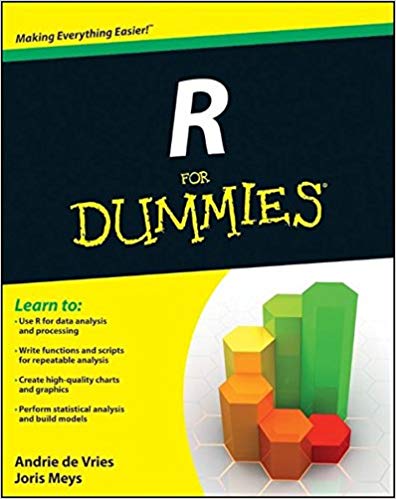 Making Everything Easier!™
R
FOR
DUMMIES®
Learn to:
• Use R for data analysis
and processing
• Write functions and scripts
for repeatable analysis
• Create high-quality charts
and graphics
• Perform statistical analysis
and build models
Andrie de Vries
Joris Meys